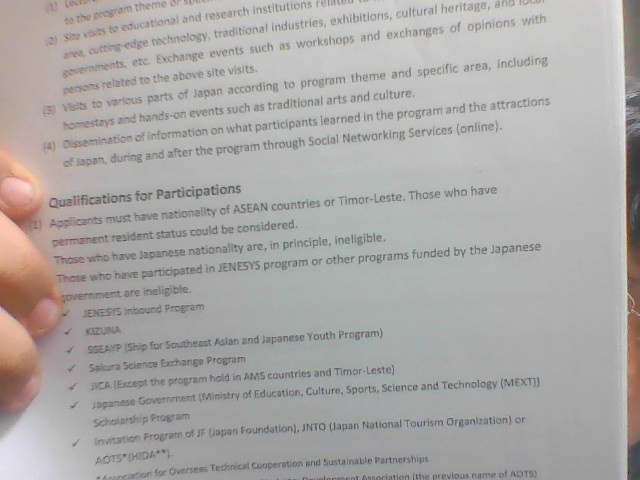 to the program theme or
(2) Site visits to educational and research institutions related to
area, cutting-edge technology, traditional industries, exhibitions, cultural heritage, and local
governments, etc. Exchange events such as workshops and exchanges of opinions with
persons related to the above site visits.
(3) Visits to various parts of Japan according to program theme and specific area, including
homestays and hands-on events such as traditional arts and culture.
(4) Dissemination of information on what participants learned in the program and the attractions
of Japan, during and after the program through Social Networking Services (online).
Qualifications for Participations
(1) Applicants must have nationality of ASEAN countries or Timor-Leste. Those who have
permanent resident status could be considered.
Those who have Japanese nationality are, in principle, ineligible.
Those who have participated in JENESYS program or other programs funded by the Japanese
government are ineligible.
✓ JENESYS Inbound Program
✓ KIZUNA
✓ SSEAYP (Ship for Southeast Asian and Japanese Youth Program)
✓ Sakura Science Exchange Program
✓ JICA (Except the program hold in AMS countries and Timor-Leste)
✓ Japanese Government (Ministry of Education, Culture, Sports, Science and Technology (MEXT))
Scholarship Program
✓ Invitation Program of JF (Japan Foundation), JNTO (Japan National Tourism Organization) or
AOTS*(HIDA**).
*Association for Overseas Technical Cooperation and Sustainable Partnerships
Development Association (the previous name of AOTS)